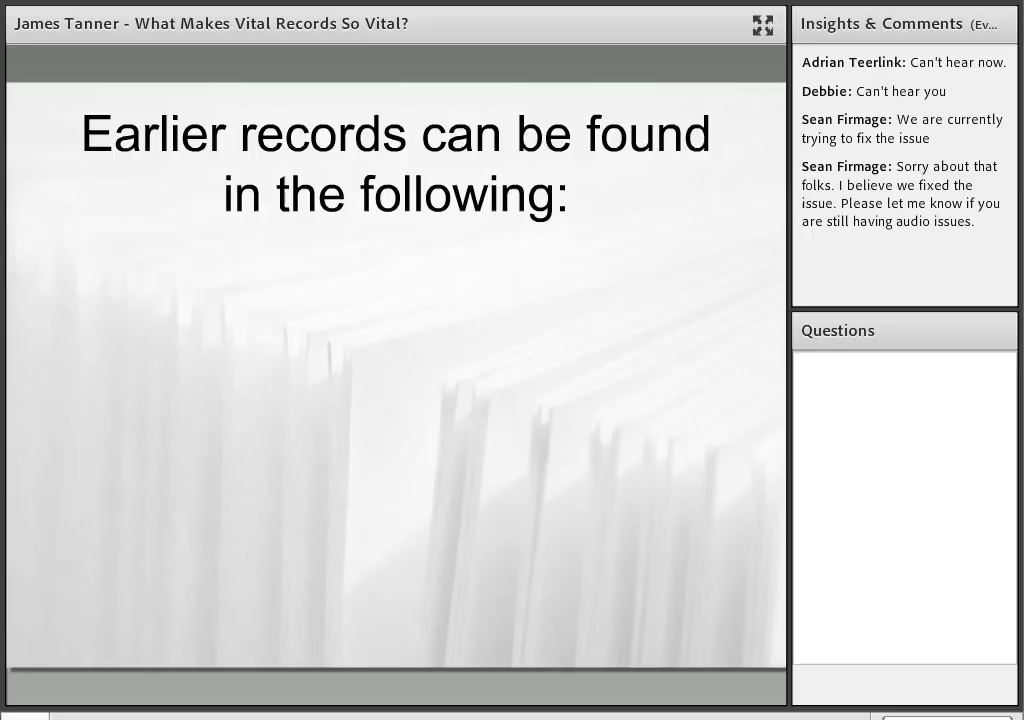 James Tanner - What Makes Vital Records So Vital?
Earlier records can be found
in the following:
Insights & Comments (Ev...
Adrian Teerlink: Can't hear now.
Debbie: Can't hear you
Sean Firmage: We are currently
trying to fix the issue
Sean Firmage: Sorry about that
folks. I believe we fixed the
issue. Please let me know if you
are still having audio issues.
Questions